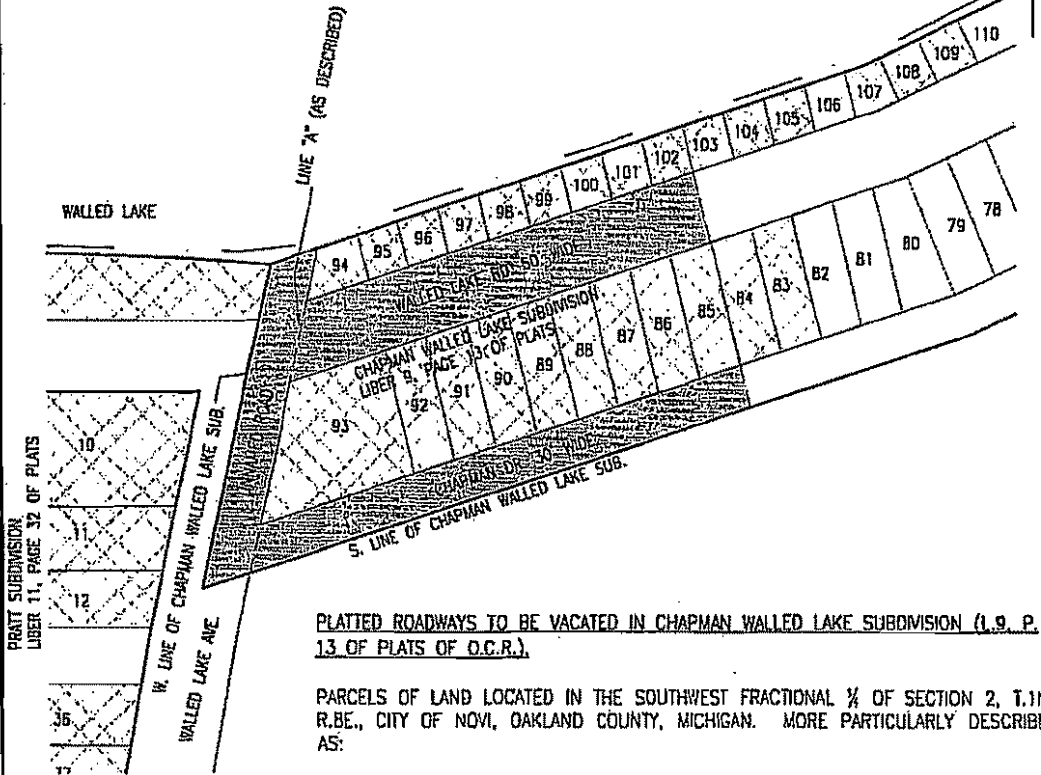 LINE "A" (AS DESCRIBED)
WALLED LAKE
110
109
108
107
106
105
104
103
102
101
100
99
98
97
96
95
94
WALLED LAKE RD. 50' WIDE
CHAPMAN WALLED LAKE SUBDIVISION
LIBER 9, PAGE 13 OF PLATS
78
79
80
81
82
83
84
85
86
87
88
89
90
91
92
93
CHAPMAN DR. 30' WIDE
S. LINE OF CHAPMAN WALLED LAKE SUB.
W. LINE OF CHAPMAN WALLED LAKE SUB.
WALLED LAKE AVE.
PRATT SUBDIVISION
LIBER 11, PAGE 32 OF PLATS
10
11
12
36
37
PLATTED ROADWAYS TO BE VACATED IN CHAPMAN WALLED LAKE SUBDIVISION (L.9, P.
13 OF PLATS OF O.C.R.).
PARCELS OF LAND LOCATED IN THE SOUTHWEST FRACTIONAL ¼ OF SECTION 2, T.1
R.8E., CITY OF NOVI, OAKLAND COUNTY, MICHIGAN. MORE PARTICULARLY DESCRIB
AS: